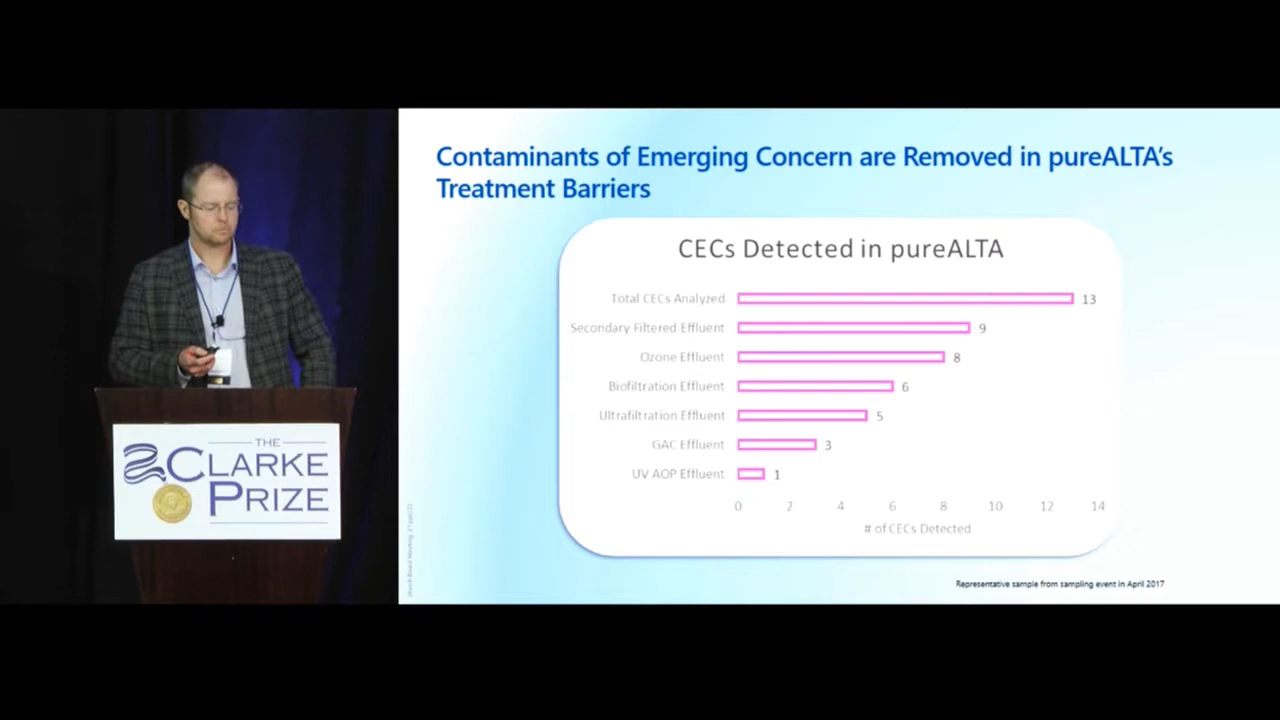 Contaminants of Emerging Concern are Removed in pureALTA's
Treatment Barriers
CECs Detected in pureALTA
Total CECs Analyzed
13
Secondary Filtered Effluent
9
Ozone Effluent
8
Biofiltration Effluent
6
Ultrafiltration Effluent
5
GAC Effluent
3
UV AOP Effluent
1
0 2 4 6 8 10 12 14
# of CECs Detected
Representative sample from sampling event in April 2017
THE
CLARKE
PRIZE